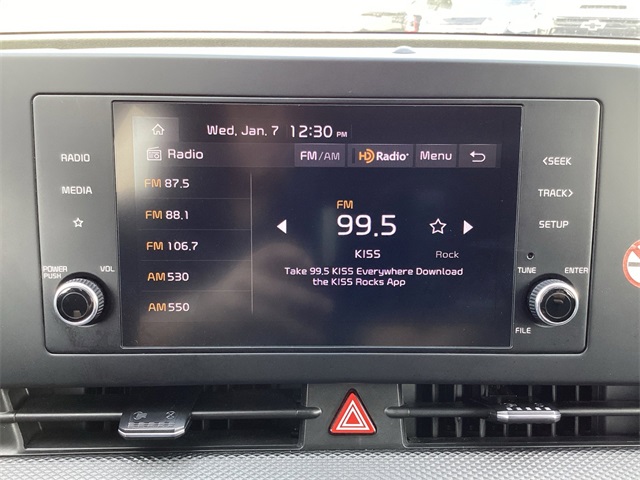 Wed, Jan. 7 12:30 PM
Radio FM/AM HD Radio Menu
RADIO
MEDIA
POWER
PUSH
VOL
FM 87.5
FM 88.1
FM 106.7
AM 530
AM 550
FM
99.5
KISS Rock
Take 99.5 KISS Everywhere Download
the KISS Rocks App
<SEEK
TRACK>
SETUP
TUNE ENTER
FILE